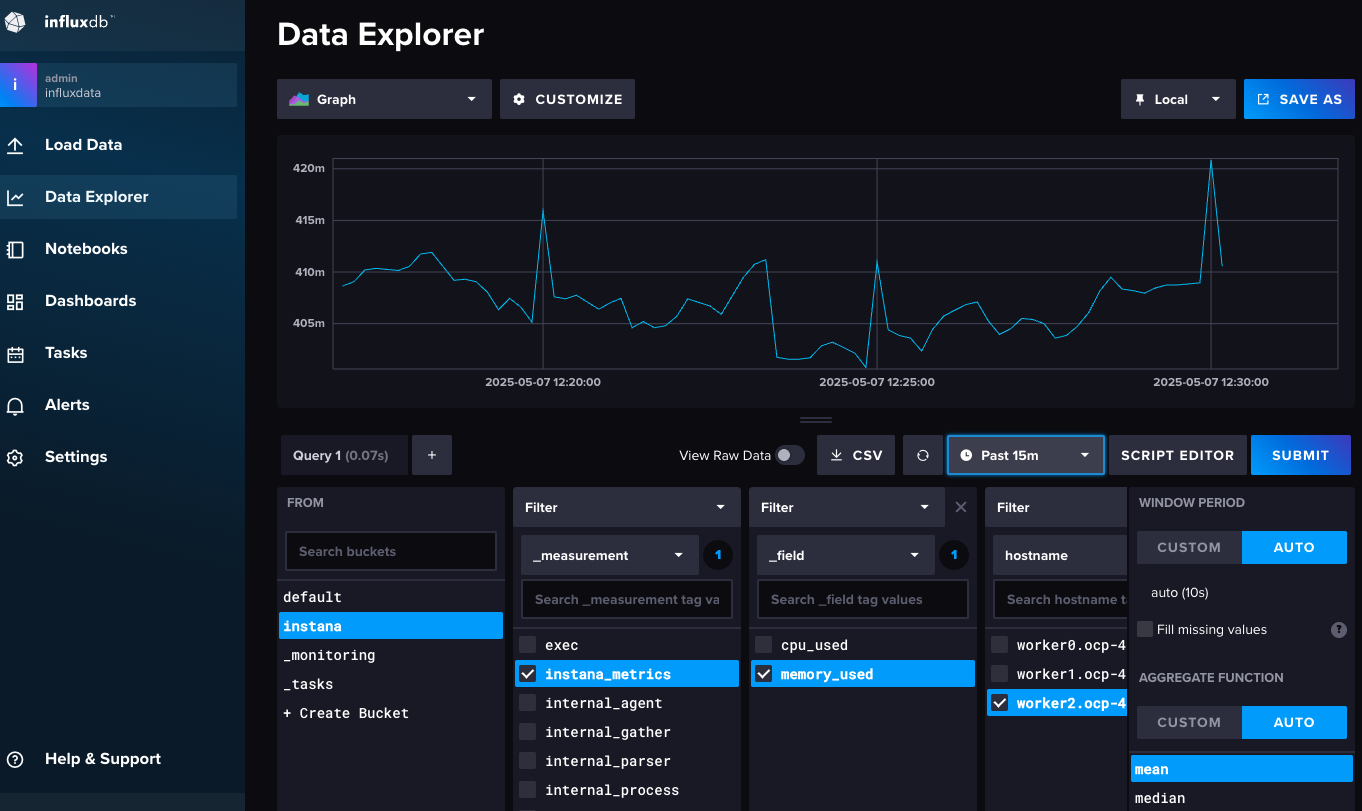 influxdb™
Data Explorer
i
admin
influxdata
Load Data
Data Explorer
Notebooks
Dashboards
Tasks
Alerts
Settings
Help & Support
Graph
CUSTOMIZE
Local
SAVE AS
420m
415m
410m
405m
2025-05-07 12:20:00
2025-05-07 12:25:00
2025-05-07 12:30:00
Query 1 (0.07s)
+
View Raw Data
CSV
Past 15m
SCRIPT EDITOR
SUBMIT
FROM
Search buckets
default
instana
_monitoring
_tasks
+ Create Bucket
Filter
_measurement
1
Search _measurement tag va
exec
instana_metrics
internal_agent
internal_gather
internal_parser
internal_process
Filter
_field
1
Search _field tag values
cpu_used
memory_used
Filter
hostname
Search hostname t
worker0.ocp-4
worker1.ocp-4
worker2.ocp-4
WINDOW PERIOD
CUSTOM
AUTO
auto (10s)
Fill missing values
?
AGGREGATE FUNCTION
CUSTOM
AUTO
mean
median